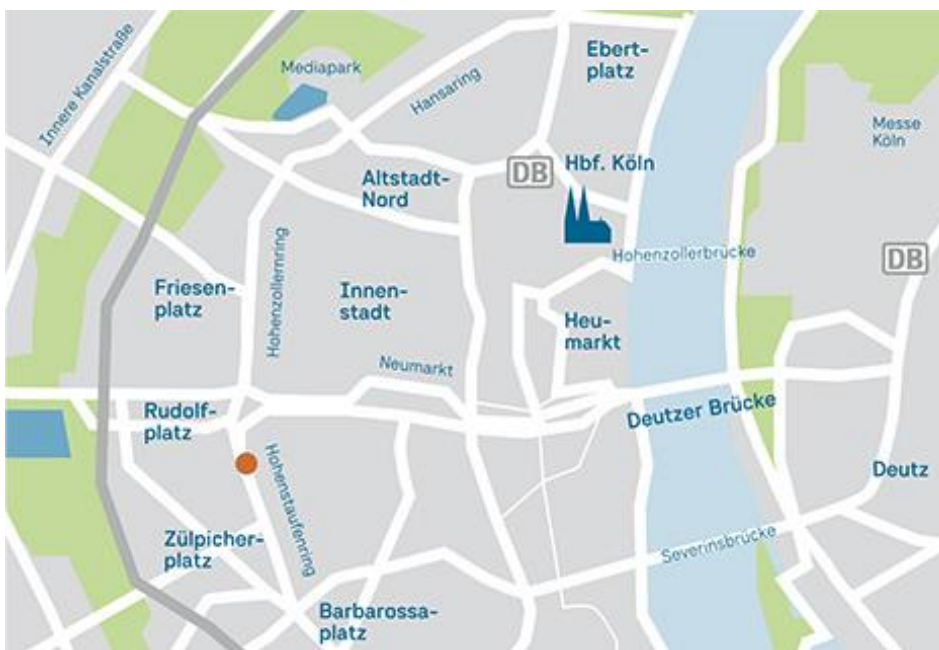 Innere Kanalstraße
Mediapark
Hansaring
Ebert-
platz
Messe
Köln
DB
Hbf. Köln
Altstadt-
Nord
Hohenzollerbrücke
DB
Hohenzollernring
Friesen-
platz
Innen-
stadt
Heu-
markt
Neumarkt
Rudolf-
platz
Deutzer Brücke
Hohenstaufenring
Deutz
Zülpicher-
platz
Severinsbrücke
Barbarossa-
platz